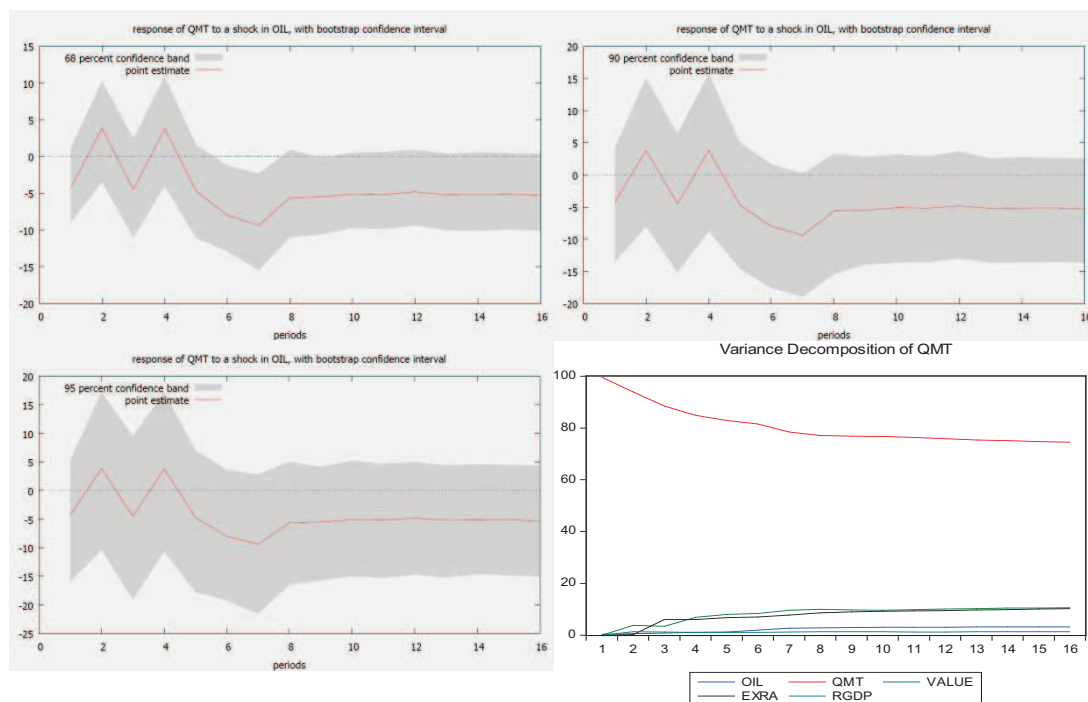 response of QMT to a shock in OIL, with bootstrap confidence interval
15
68 percent confidence band
point estimate
10
5
0
-5
-10
-15
-20
0 2 4 6 8 10 12 14 16
periods
response of QMT to a shock in OIL, with bootstrap confidence interval
20
90 percent confidence band
point estimate
15
10
5
0
-5
-10
-15
-20
0 2 4 6 8 10 12 14 16
periods
response of QMT to a shock in OIL, with bootstrap confidence interval
20
95 percent confidence band
point estimate
15
10
5
0
-5
-10
-15
-20
-25
0 2 4 6 8 10 12 14 16
periods
Variance Decomposition of QMT
100
80
60
40
20
0
1 2 3 4 5 6 7 8 9 10 11 12 13 14 15 16
OIL QMT VALUE
EXRA RGDP